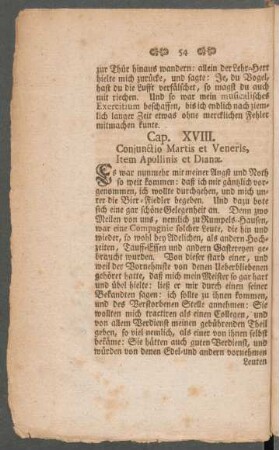 54
zur Thür hinaus wandern: allein der Lehr-Herr
hielte mich zurücke, und sagte: Je, du Vogel,
hast du die Lufft verfälschet, so magst du auch
mit riechen. Und so war mein musicalisches
Exercitium beschaffen, bis ich endlich nach ziem-
lich langer Zeit etwas ohne mercklichen Fehler
mitmachen kunte.
Cap. XVIII.
Conjunctio Martis et Veneris,
Item Apollinis et Dianæ.
Es war nunmehr mit meiner Angst und Noth
so weit kommen: daß ich mir gänzlich vor-
genommen, ich wolte durchgehen, und mich un-
ter die Bier-Fiedler begeben. Und dazu bote
sich eine gar schöne Gelegenheit an. Denn zwo
Meilen von uns, nemlich zu Rumpels-Hausen,
war eine Compagnie solcher Leute, die hin und
wieder, so wohl bey Adelichen, als andern Hoch-
zeiten, Tauff-Essen und andern Gastereyen ge-
braucht wurden. Von dieser starb einer, und
weil der Vornehmste von denen Ueberbliebenen
gehöret hatte, daß mich mein Meister so gar hart
und übel hielte: ließ er mir durch einen seiner
Bekandten sagen: ich sollte zu ihnen kommen,
und des Verstorbenen Stelle annehmen: Sie
wollten mich tractiren als einen Collegen, und
von allem Verdienst meinen gebührenden Theil
geben, so viel nemlich, als einer von ihnen selbst
bekäme: Sie hätten auch guten Verdienst, und
würden von denen Edel-und andern vornehmen
Leuten